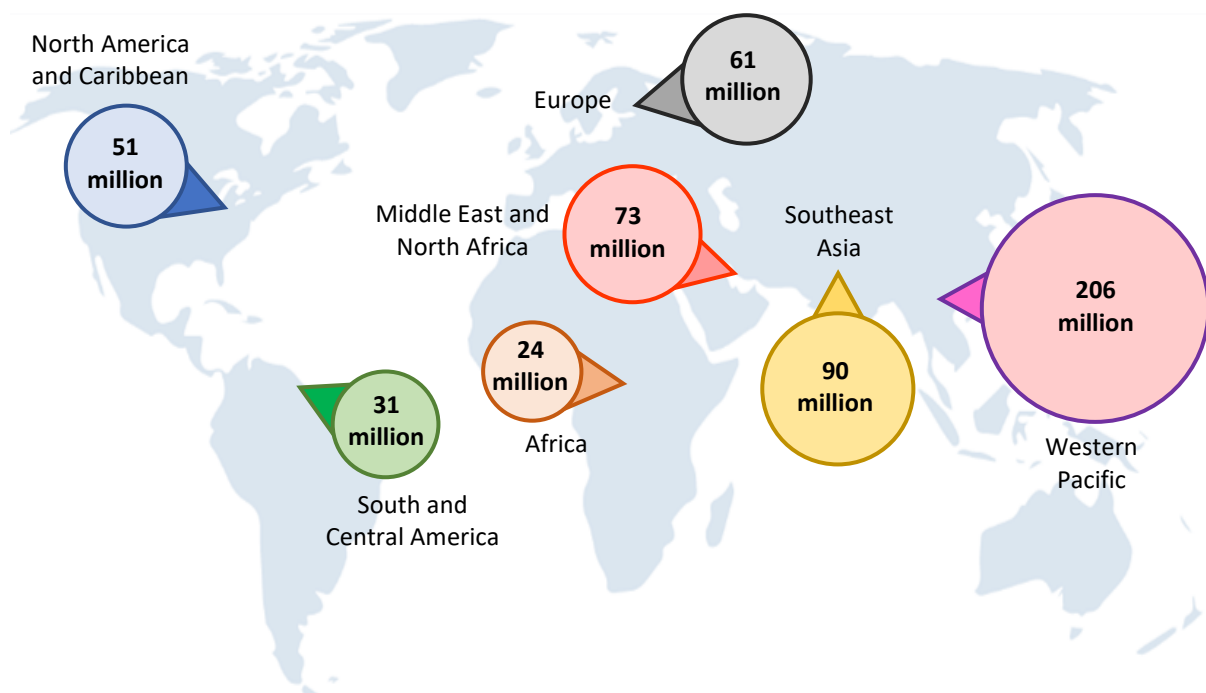 North America
and Caribbean
51
million
Europe
61
million
Middle East and
North Africa
73
million
Southeast
Asia
90
million
206
million
Western
Pacific
24
million
Africa
31
million
South and
Central America